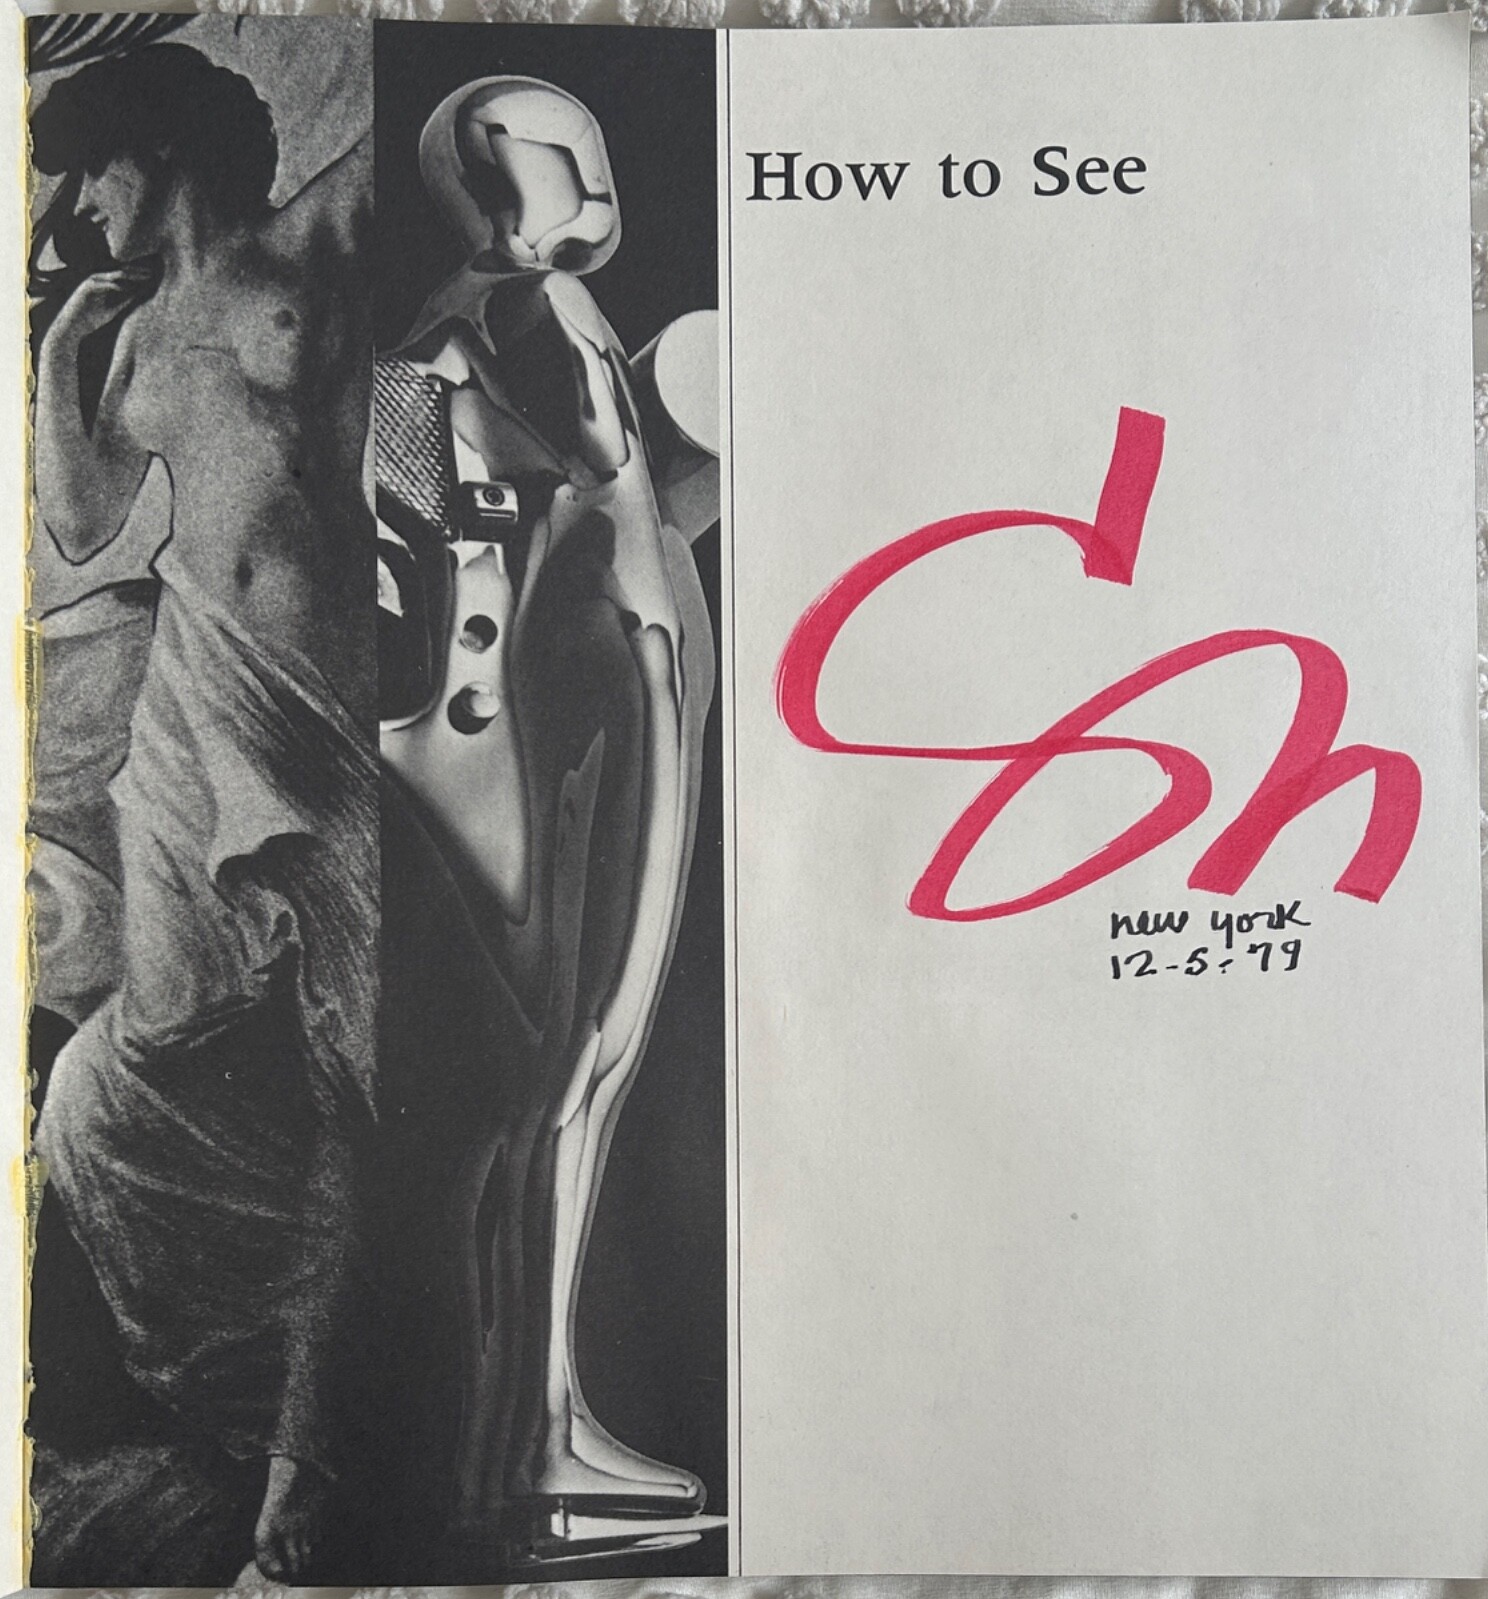 How to See
new york
12-5-79